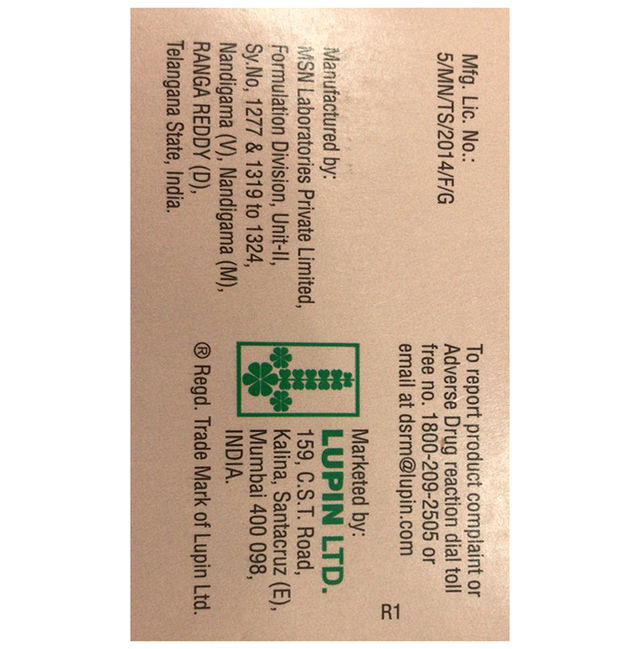 Mfg. Lic. No.:
5/MN/TS/2014/F/G
Manufactured by:
MSN Laboratories Private Limited,
Formulation Division, Unit-II,
Sy.No, 1277 & 1319 to 1324,
Nandigama (V), Nandigama (M),
RANGA REDDY (D),
Telangana State, India.
To report product complaint or
Adverse Drug reaction dial toll
free no. 1800-209-2505 or
email at dsrm@lupin.com
R1
Marketed by:
LUPIN LTD.
159, C.S.T. Road,
Kalina, Santacruz (E),
Mumbai 400 098,
INDIA.
® Regd. Trade Mark of Lupin Ltd.